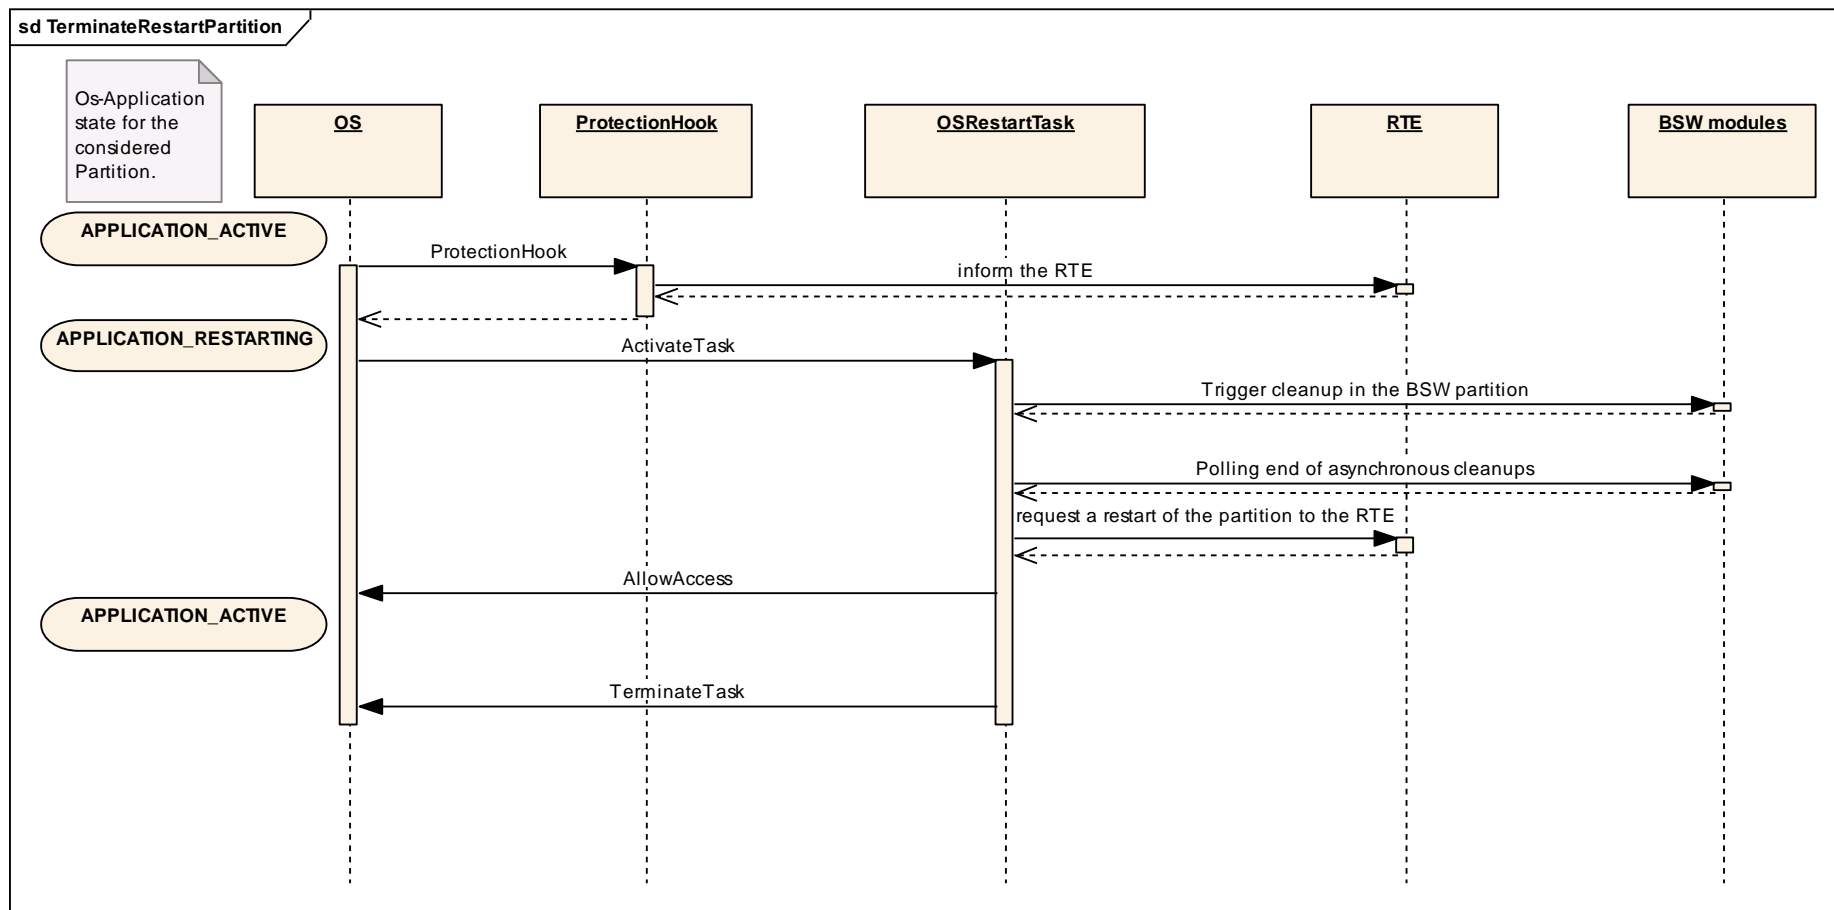 sd TerminateRestartPartition
Os-Application
state for the
considered
Partition.
OS
ProtectionHook
OSRestartTask
RTE
BSW modules
APPLICATION_ACTIVE
ProtectionHook
inform the RTE
APPLICATION_RESTARTING
ActivateTask
Trigger cleanup in the BSW partition
Polling end of asynchronous cleanups
request a restart of the partition to the RTE
AllowAccess
APPLICATION_ACTIVE
TerminateTask